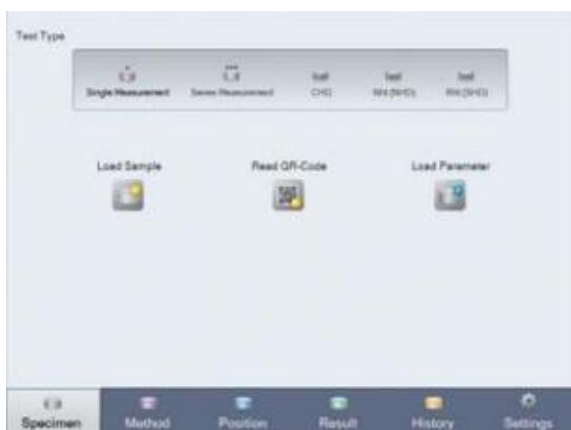 Test Type
Single Measurement Series Measurement CHD
Load Sample Read QR-Code Load Parameter
Specimen Method Position Result History Settings